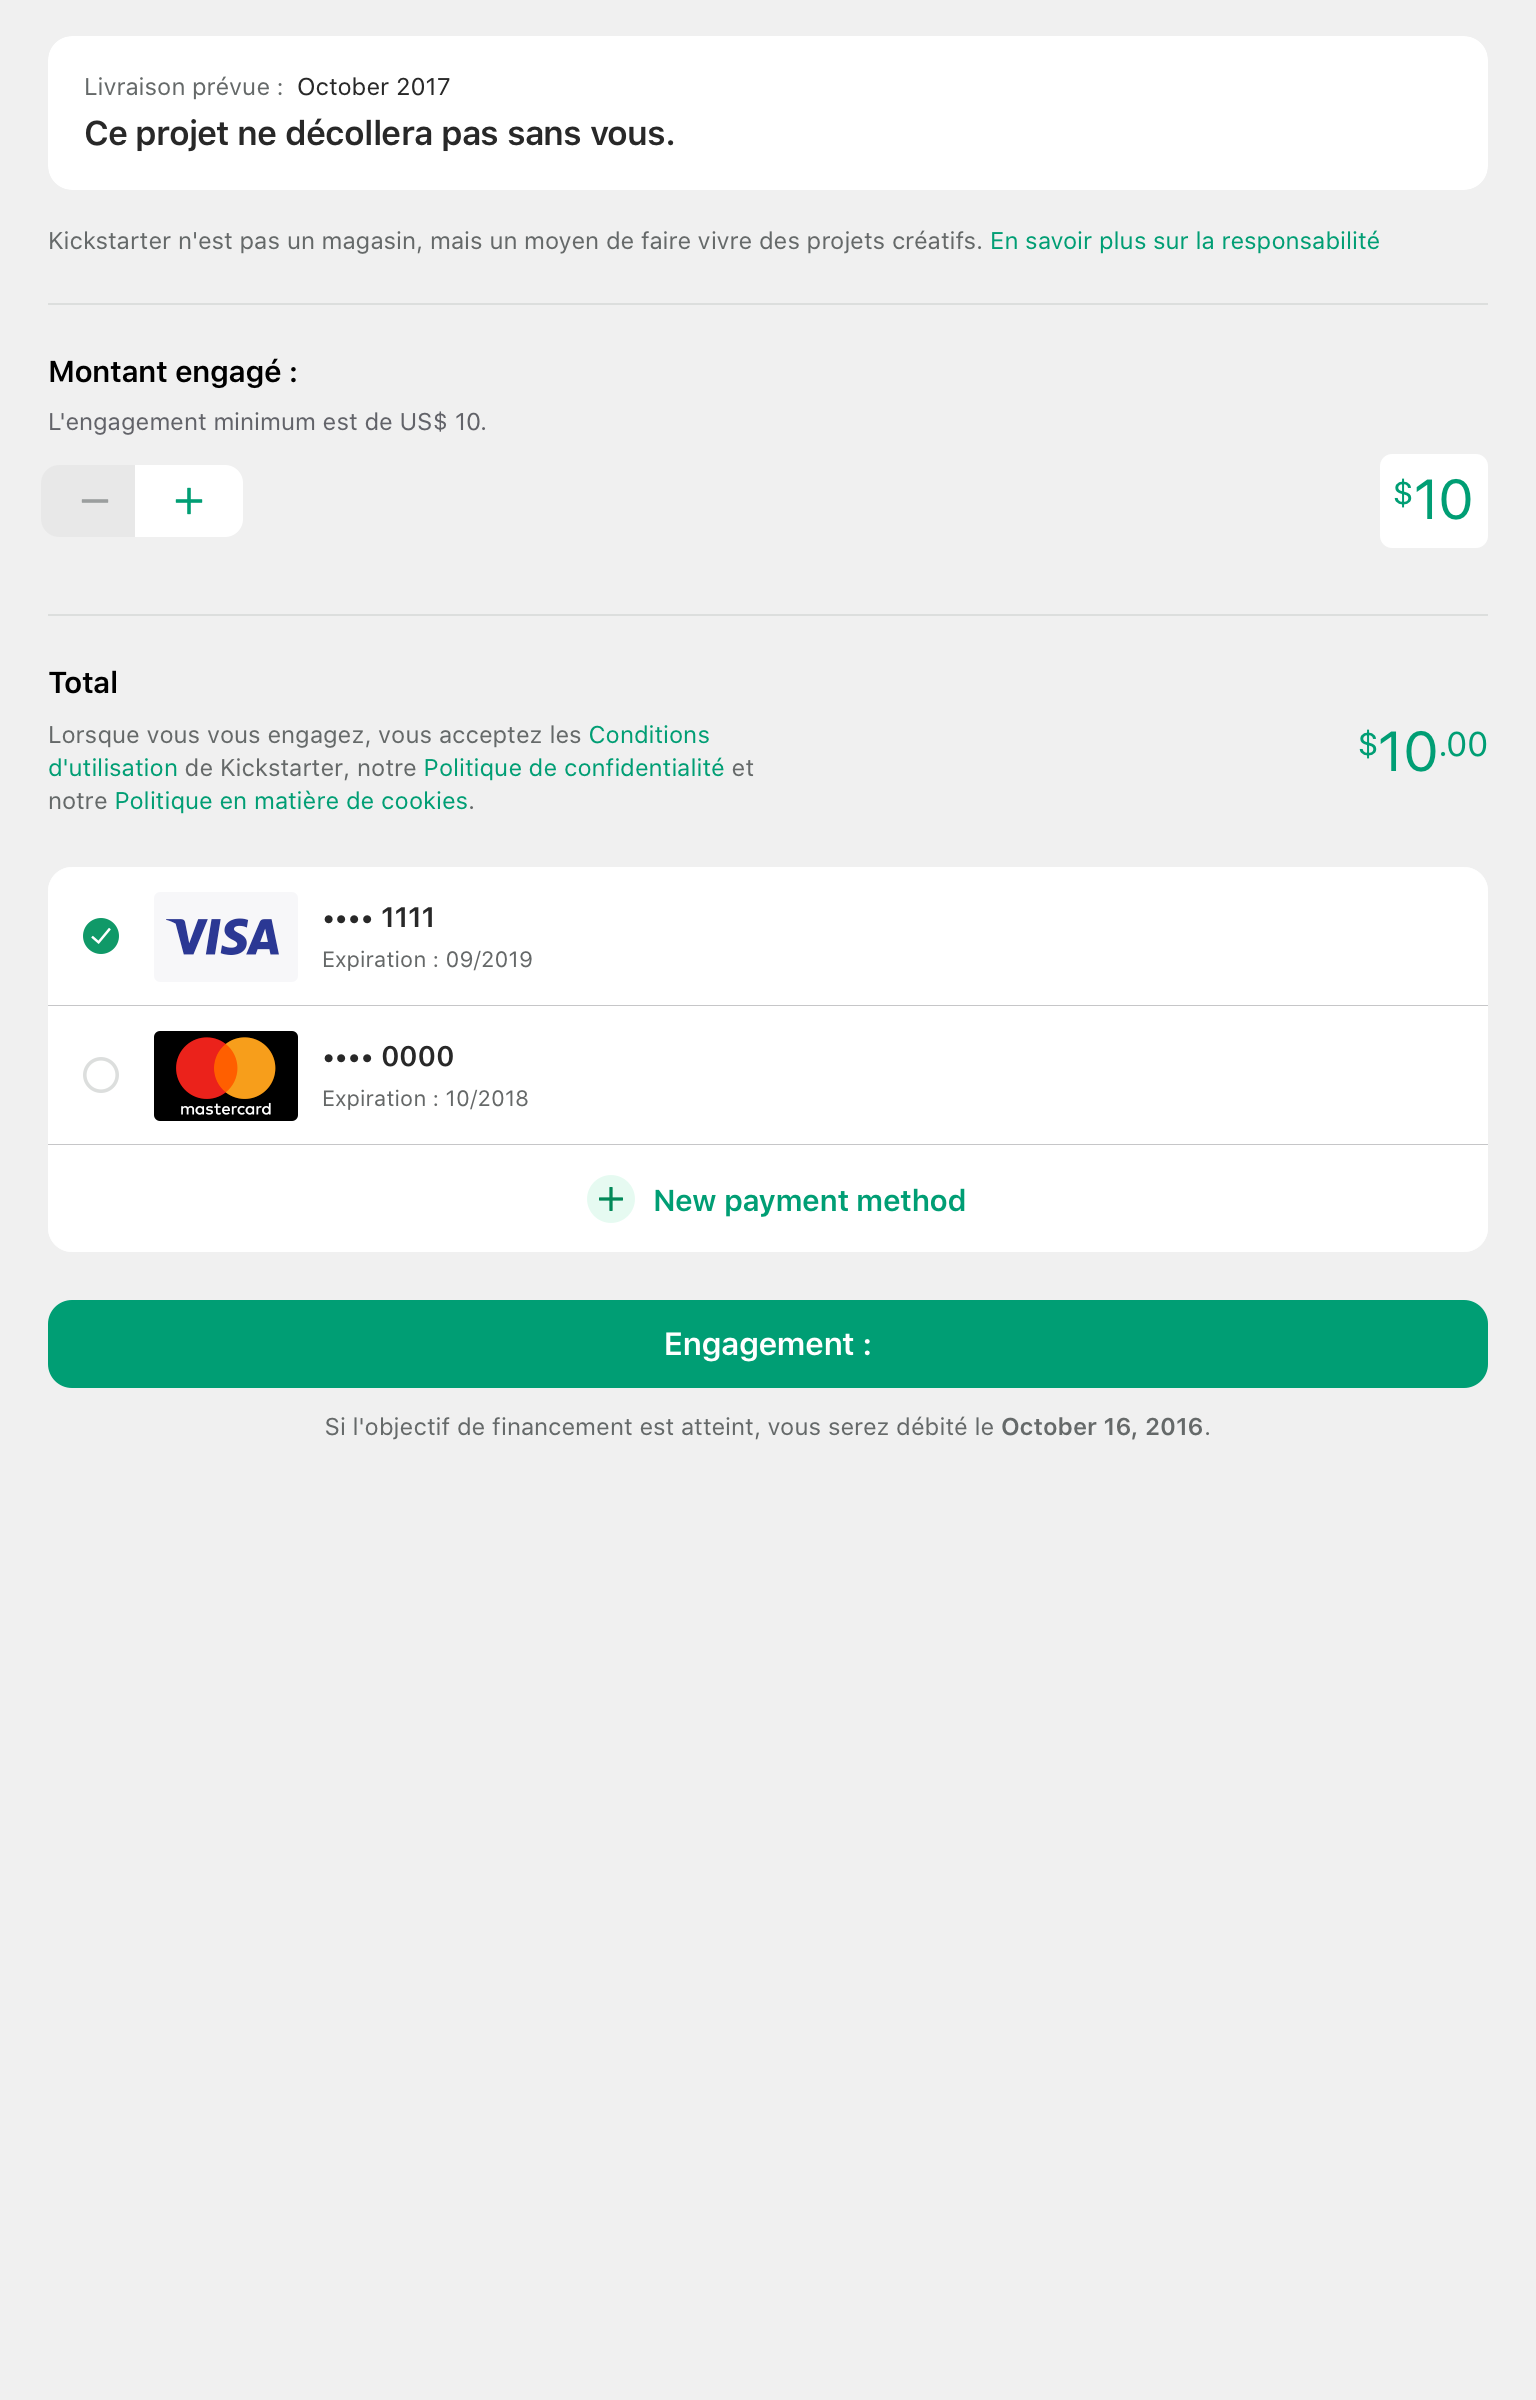 Livraison prévue : October 2017
Ce projet ne décollera pas sans vous.
Kickstarter n'est pas un magasin, mais un moyen de faire vivre des projets créatifs. En savoir plus sur la responsabilité
Montant engagé :
L'engagement minimum est de US$ 10.
$10
Total
Lorsque vous vous engagez, vous acceptez les Conditions
d'utilisation de Kickstarter, notre Politique de confidentialité et
notre Politique en matière de cookies.
$10.00
VISA
•••• 1111
Expiration : 09/2019
mastercard
•••• 0000
Expiration : 10/2018
New payment method
Engagement :
Si l'objectif de financement est atteint, vous serez débité le October 16, 2016.